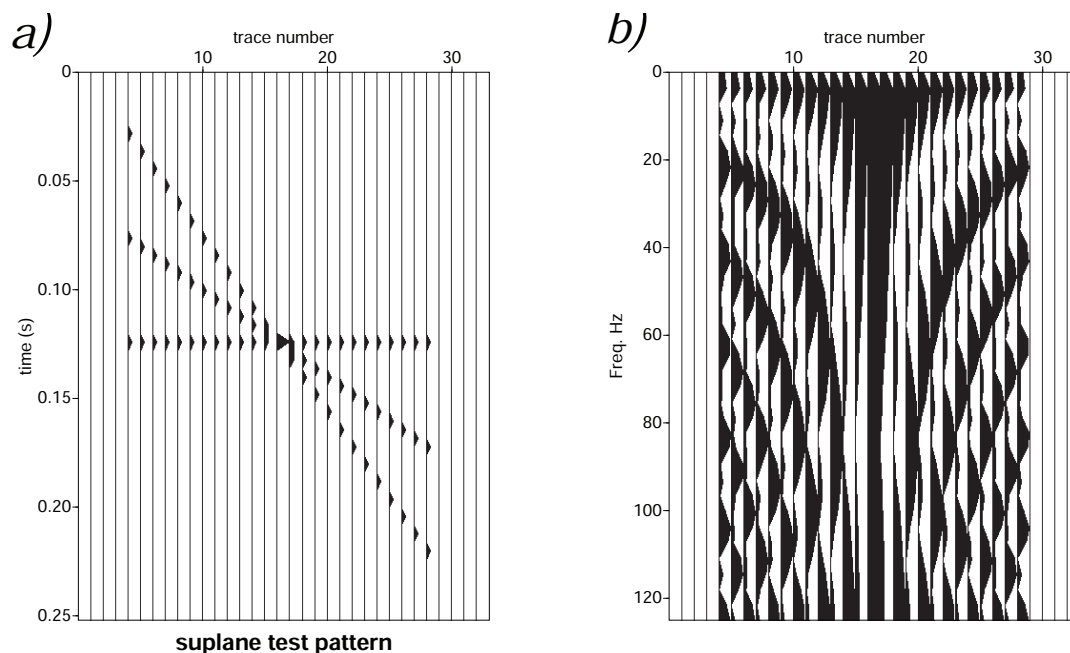 a)
trace number
10 20 30
0
0.05
0.10
0.15
0.20
0.25
time (s)
suplane test pattern
b)
trace number
10 20 30
0
20
40
60
80
100
120
Freq. Hz